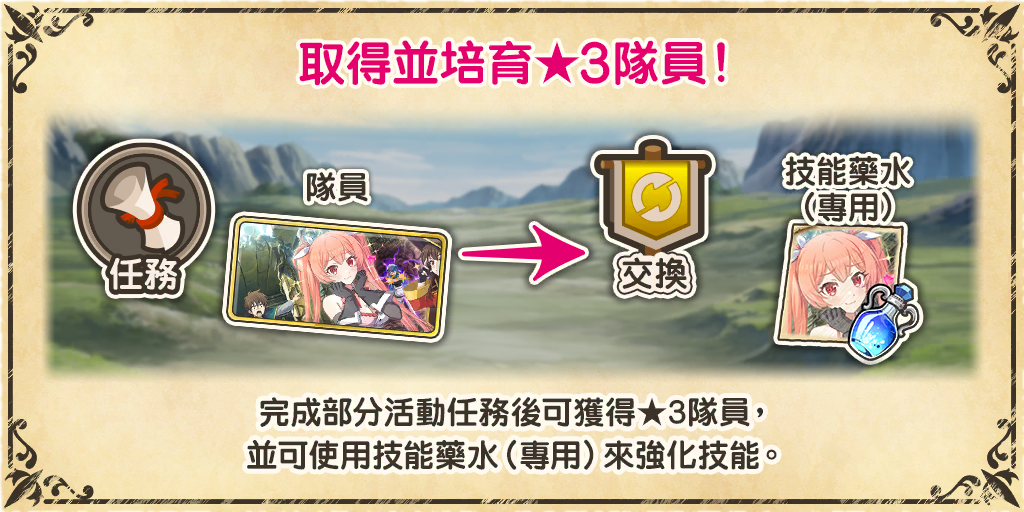 取得並培育★3隊員!
任務
隊員
交換
技能藥水
(專用)
完成部分活動任務後可獲得★3隊員,
並可使用技能藥水(專用)來強化技能。